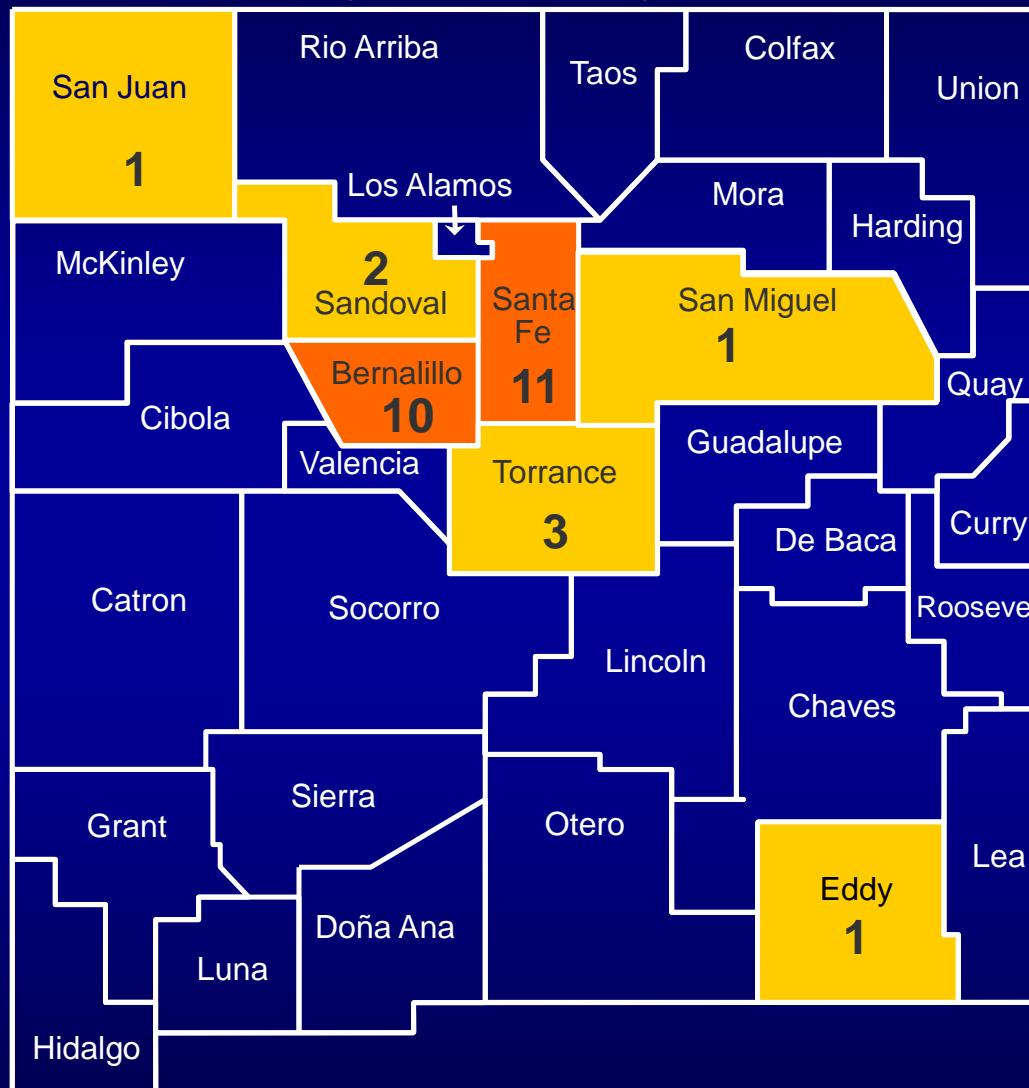 Rio Arriba
Taos
Colfax
San Juan
1
Union
Los Alamos
Mora
Harding
McKinley
2
Sandoval
Santa
Fe
11
San Miguel
1
Bernalillo
10
Quay
Cibola
Valencia
Guadalupe
Torrance
3
Curry
De Baca
Catron
Socorro
Rooseve
Lincoln
Chaves
Sierra
Grant
Otero
Lea
Eddy
1
Doña Ana
Luna
Hidalgo